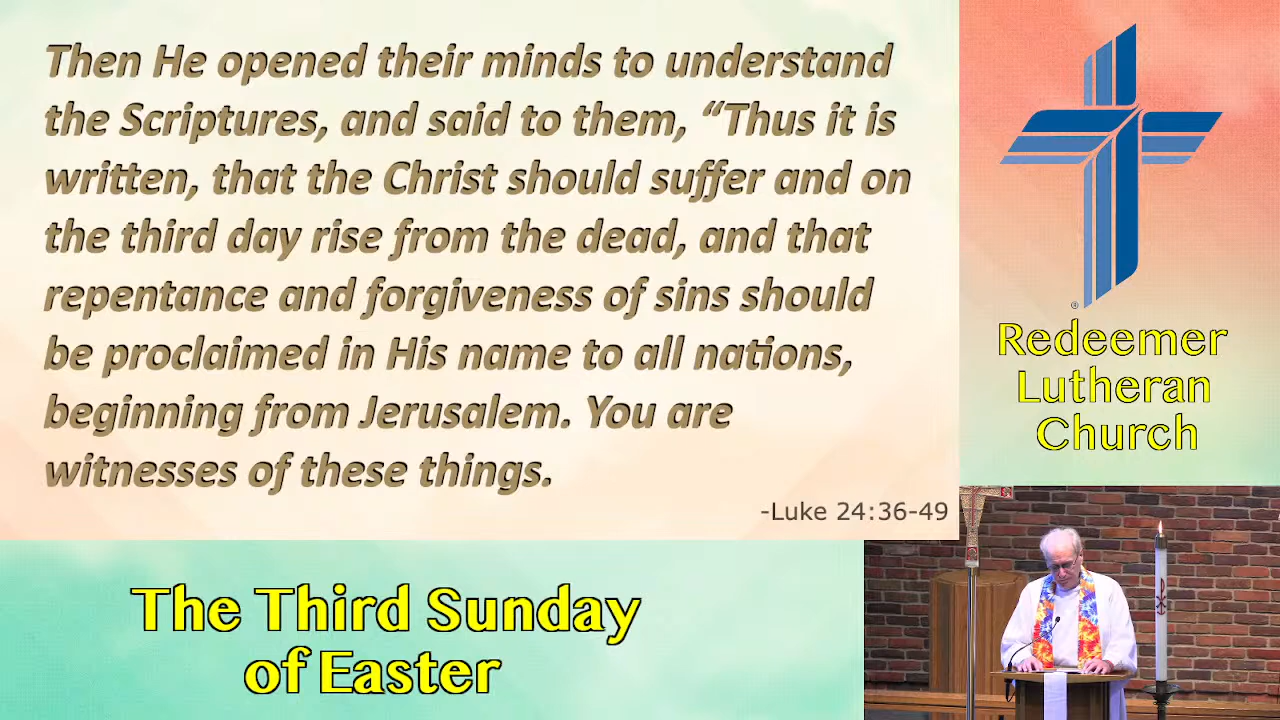 Then He opened their minds to understand
the Scriptures, and said to them, “Thus it is
written, that the Christ should suffer and on
the third day rise from the dead, and that
repentance and forgiveness of sins should
be proclaimed in His name to all nations,
beginning from Jerusalem. You are
witnesses of these things.
-Luke 24:36-49
®
Redeemer
Lutheran
Church
The Third Sunday
of Easter